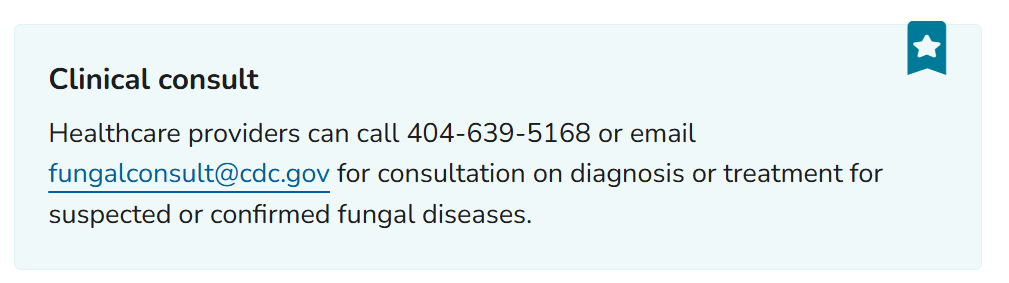 Clinical consult
Healthcare providers can call 404-639-5168 or email
fungalconsult@cdc.gov for consultation on diagnosis or treatment for
suspected or confirmed fungal diseases.